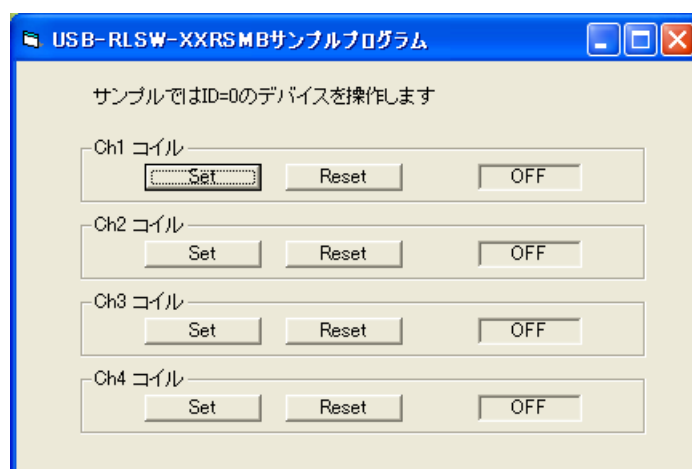 USB-RLSW-XXRSMBサンプルプログラム
サンプルではID=0のデバイスを操作します
Ch1 コイル
Set Reset OFF
Ch2 コイル
Set Reset OFF
Ch3 コイル
Set Reset OFF
Ch4 コイル
Set Reset OFF